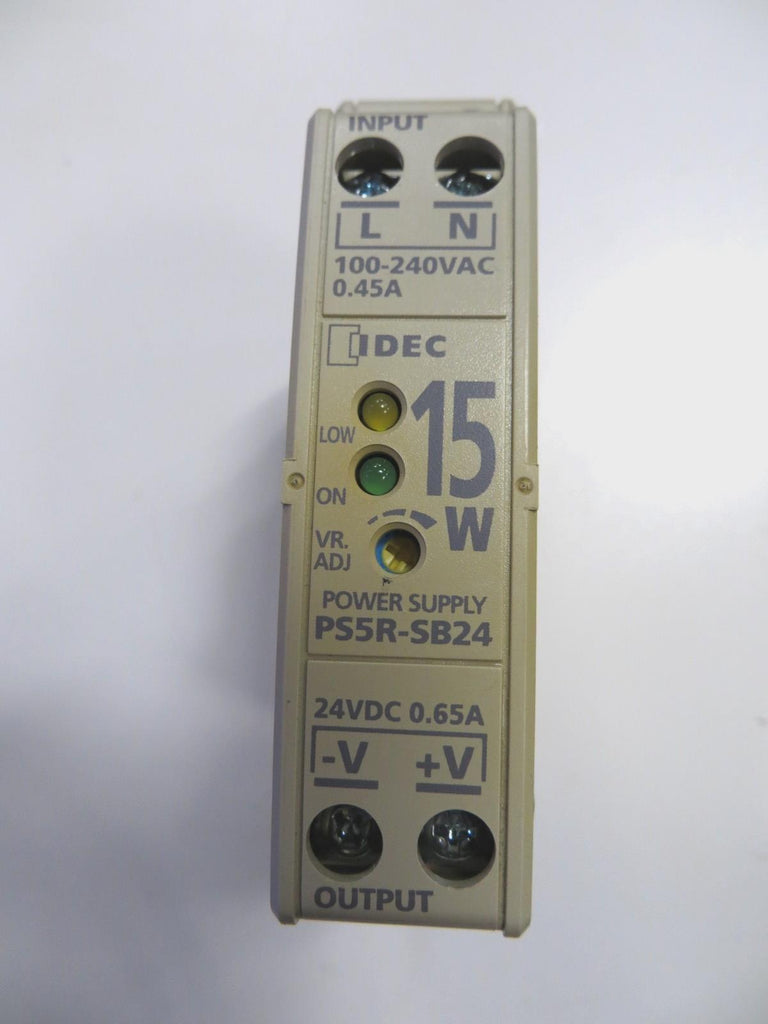 INPUT
L N
100-240VAC
0.45A
IDEC
LOW
15
ON
W
VR.
ADJ
POWER SUPPLY
PS5R-SB24
24VDC 0.65A
-V +V
OUTPUT